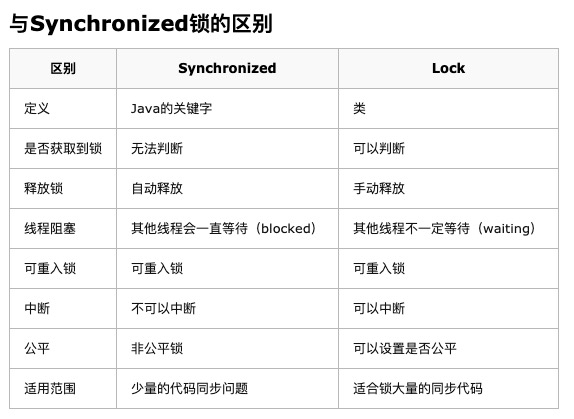 与Synchronized锁的区别
区别 Synchronized Lock
定义 Java的关键字 类
是否获取到锁 无法判断 可以判断
释放锁 自动释放 手动释放
线程阻塞 其他线程会一直等待（blocked） 其他线程不一定等待（waiting）
可重入锁 可重入锁 可重入锁
中断 不可以中断 可以中断
公平 非公平锁 可以设置是否公平
适用范围 少量的代码同步问题 适合锁大量的同步代码